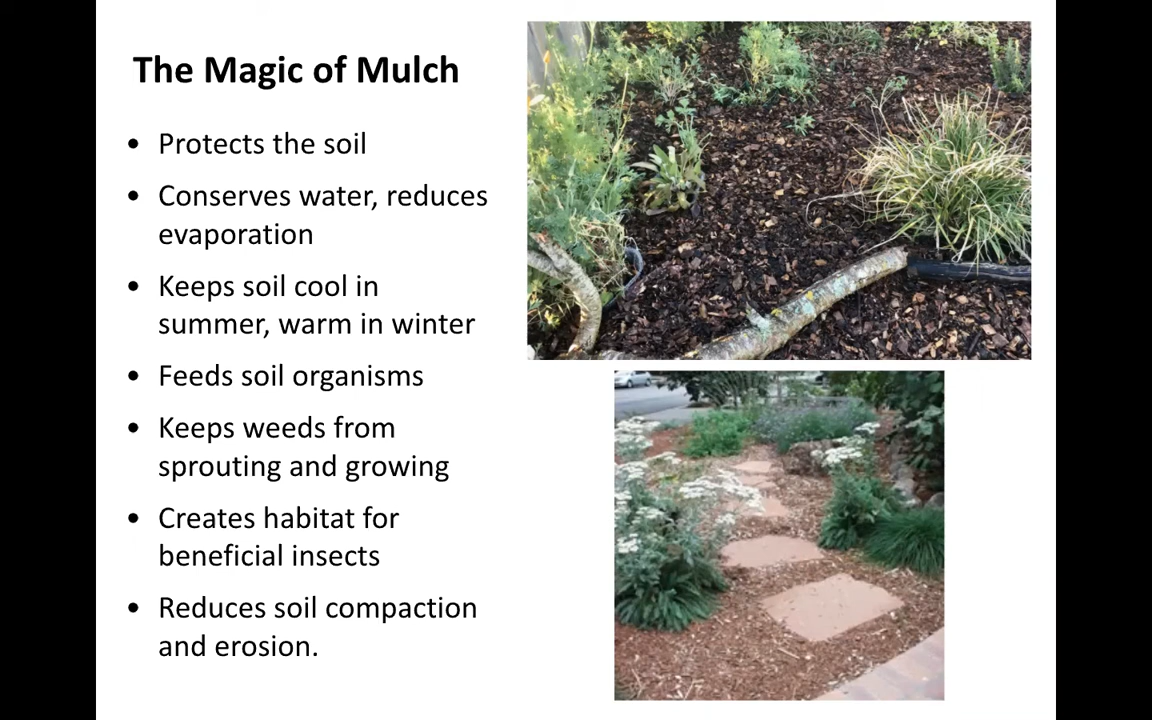 The Magic of Mulch
• Protects the soil
• Conserves water, reduces
evaporation
• Keeps soil cool in
summer, warm in winter
• Feeds soil organisms
• Keeps weeds from
sprouting and growing
• Creates habitat for
beneficial insects
• Reduces soil compaction
and erosion.